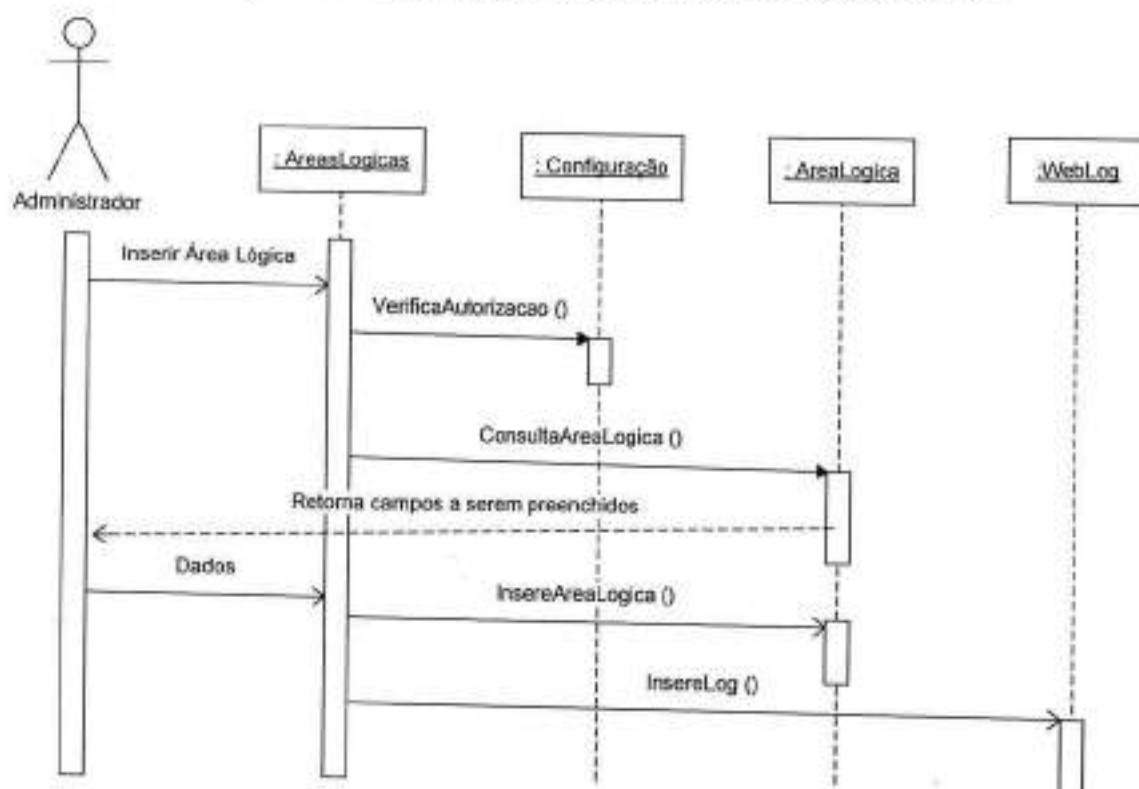 : AreasLogicas
: Configuração
: AreaLogica
:WebLog
Administrador
Inserir Área Lógica
VerificaAutorizacao ()
ConsultaAreaLogica ()
Retorna campos a serem preenchidos
Dados
InsereAreaLogica ()
InsereLog ()